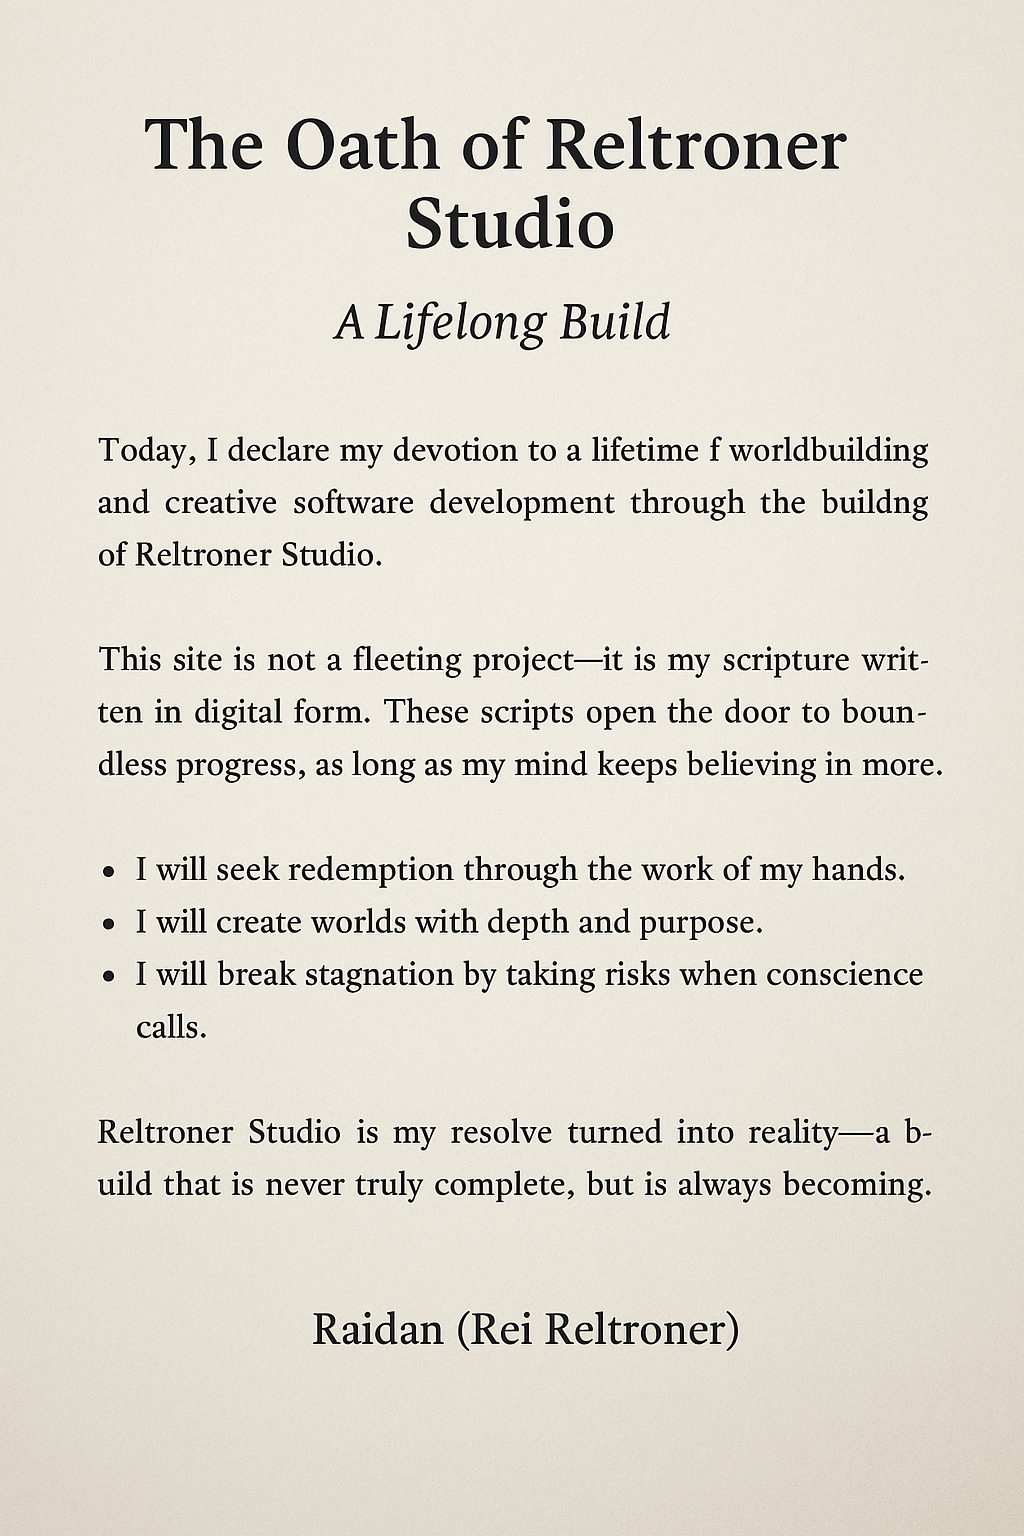 The Oath of Reltroner
Studio
A Lifelong Build
Today, I declare my devotion to a lifetime f worldbuilding
and creative software development through the buildng
of Reltroner Studio.
This site is not a fleeting project—it is my scripture writ-
ten in digital form. These scripts open the door to boun-
dless progress, as long as my mind keeps believing in more.
• I will seek redemption through the work of my hands.
• I will create worlds with depth and purpose.
• I will break stagnation by taking risks when conscience
calls.
Reltroner Studio is my resolve turned into reality—a b-
uild that is never truly complete, but is always becoming.
Raidan (Rei Reltroner)